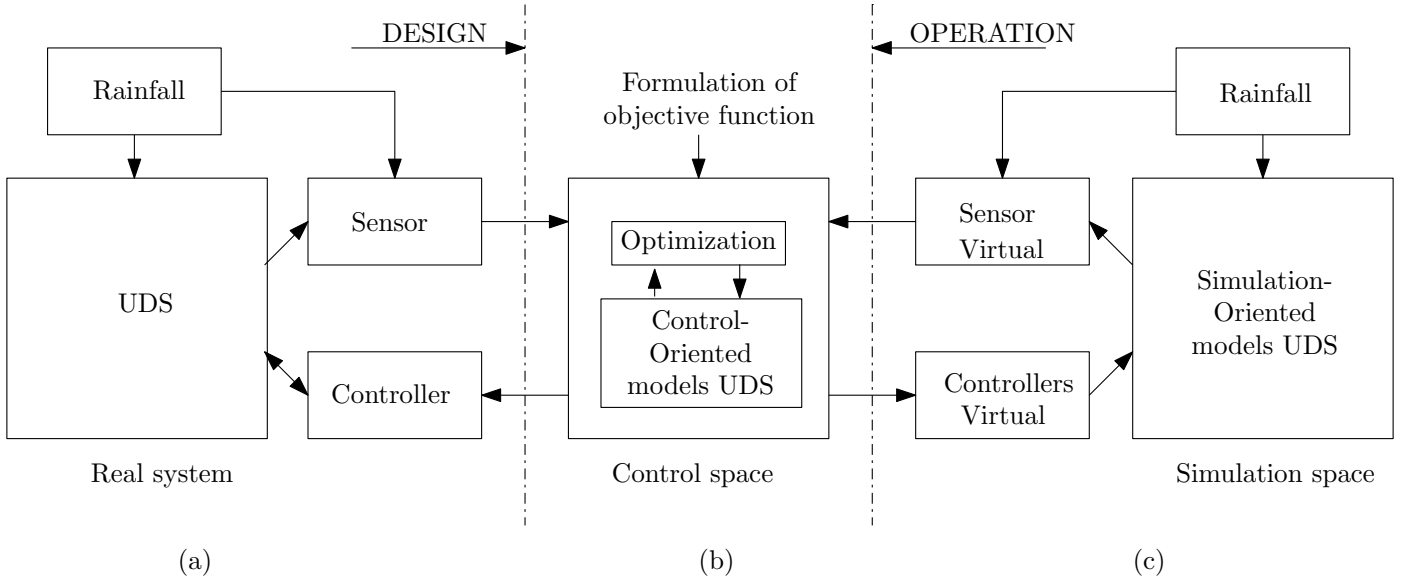 DESIGN
OPERATION
Rainfall
Formulation of
objective function
Rainfall
Sensor
Optimization
Sensor
Virtual
UDS
Control-
Oriented
models UDS
Simulation-
Oriented
models UDS
Controller
Controllers
Virtual
Real system
Control space
Simulation space
(a)
(b)
(c)